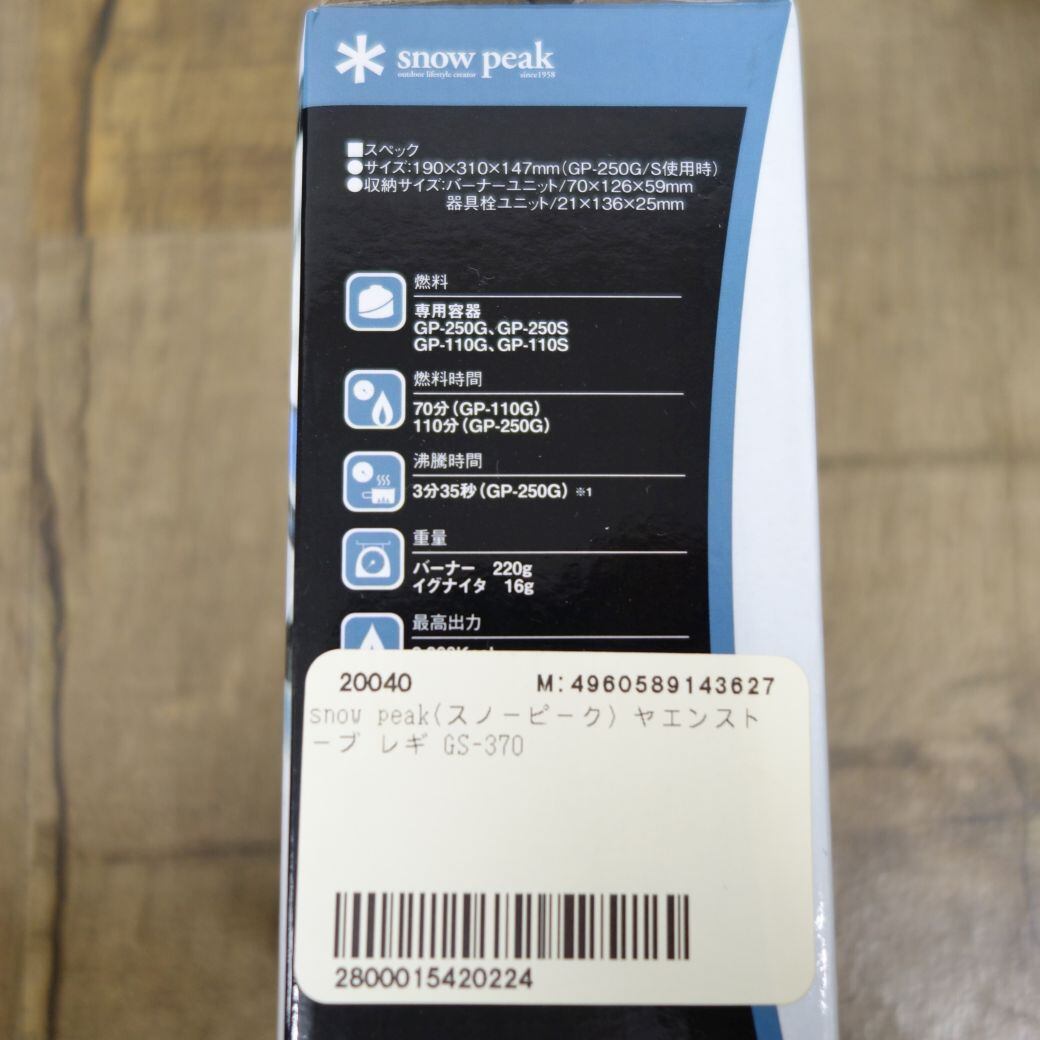 snow peak
outdoor lifestyle creator since1958
■スペック
●サイズ:190×310×147mm(GP-250G/S使用時)
●収納サイズ:バーナーユニット/70×126×59mm
器具栓ユニット/21×136×25mm
燃料
専用容器
GP-250G、GP-250S
GP-110G、GP-110S
燃料時間
70分(GP-110G)
110分(GP-250G)
沸騰時間
3分35秒(GP-250G) ※1
重量
バーナー 220g
イグナイタ 16g
最高出力
20040 M:4960589143627
snow peak(スノーピーク) ヤエンスト
ーブ レギ GS-370
2800015420224